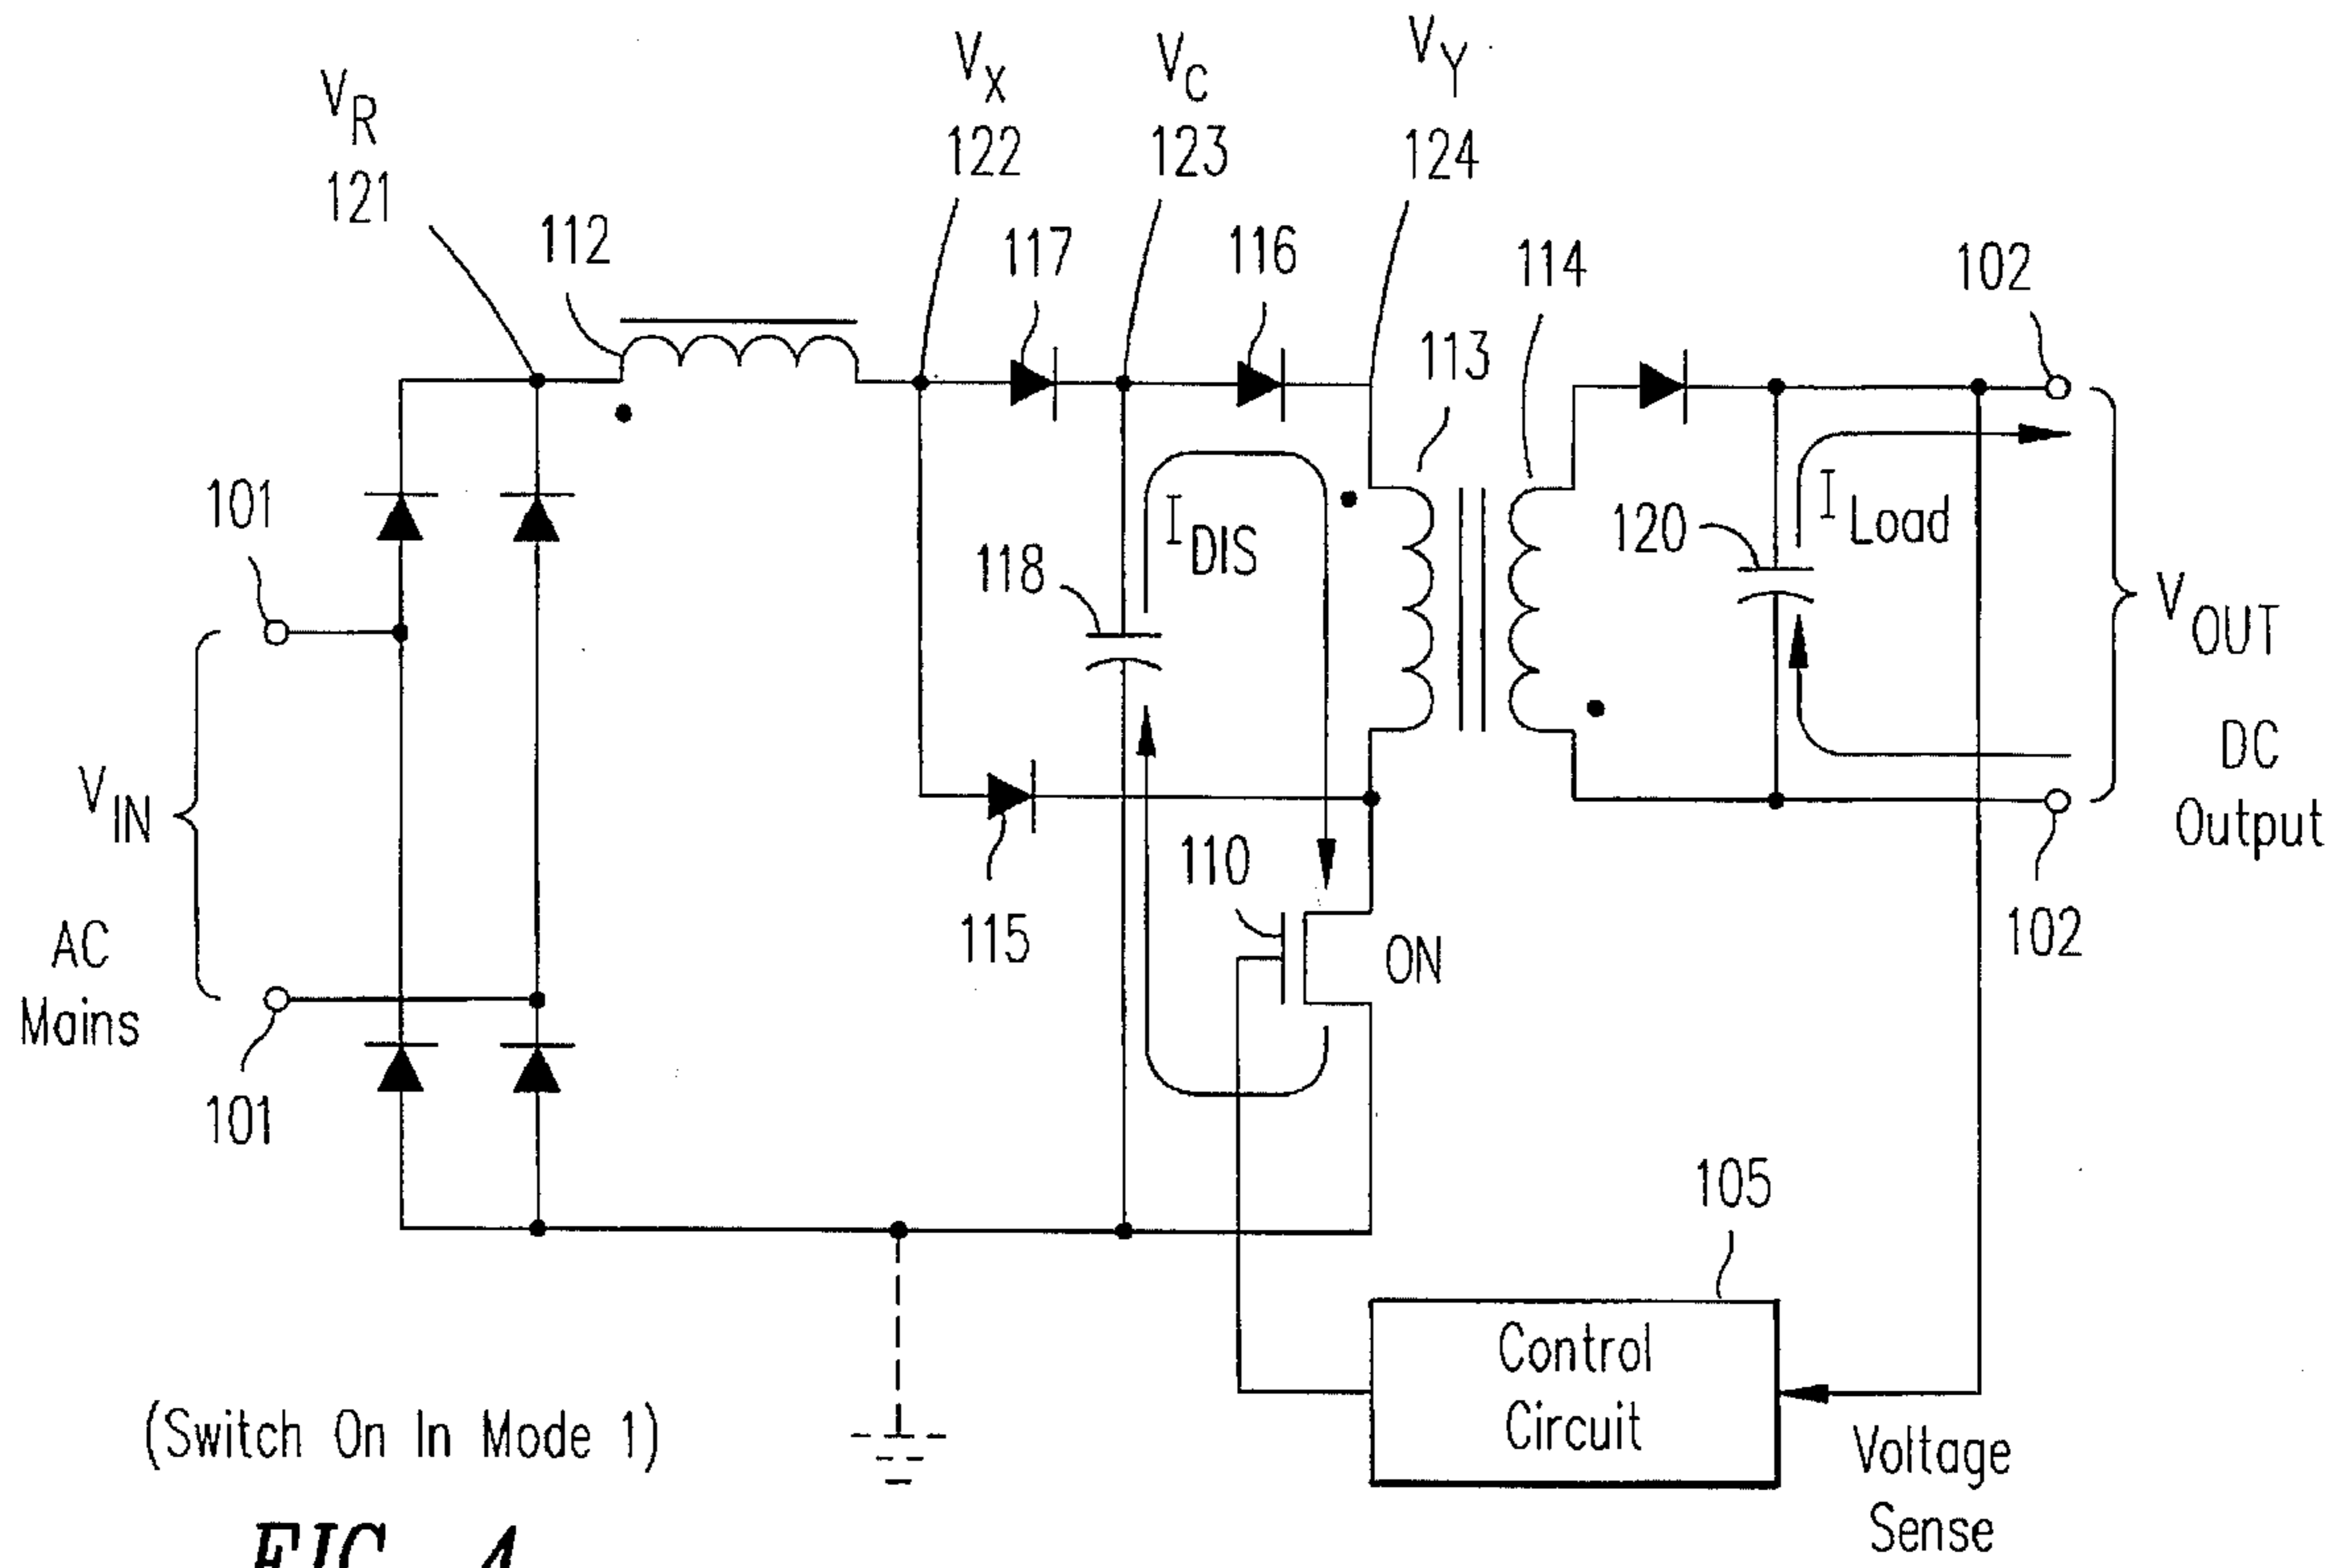 V_R
121
112
V_X
122
V_C
123
V_Y
124
117
116
114
113
102
101
118
I_DIS
120
I_Load
V_OUT
DC
Output
V_IN
AC
Mains
101
115
110
ON
102
105
Control
Circuit
Voltage
Sense
(Switch On In Mode 1)
FIG. 4